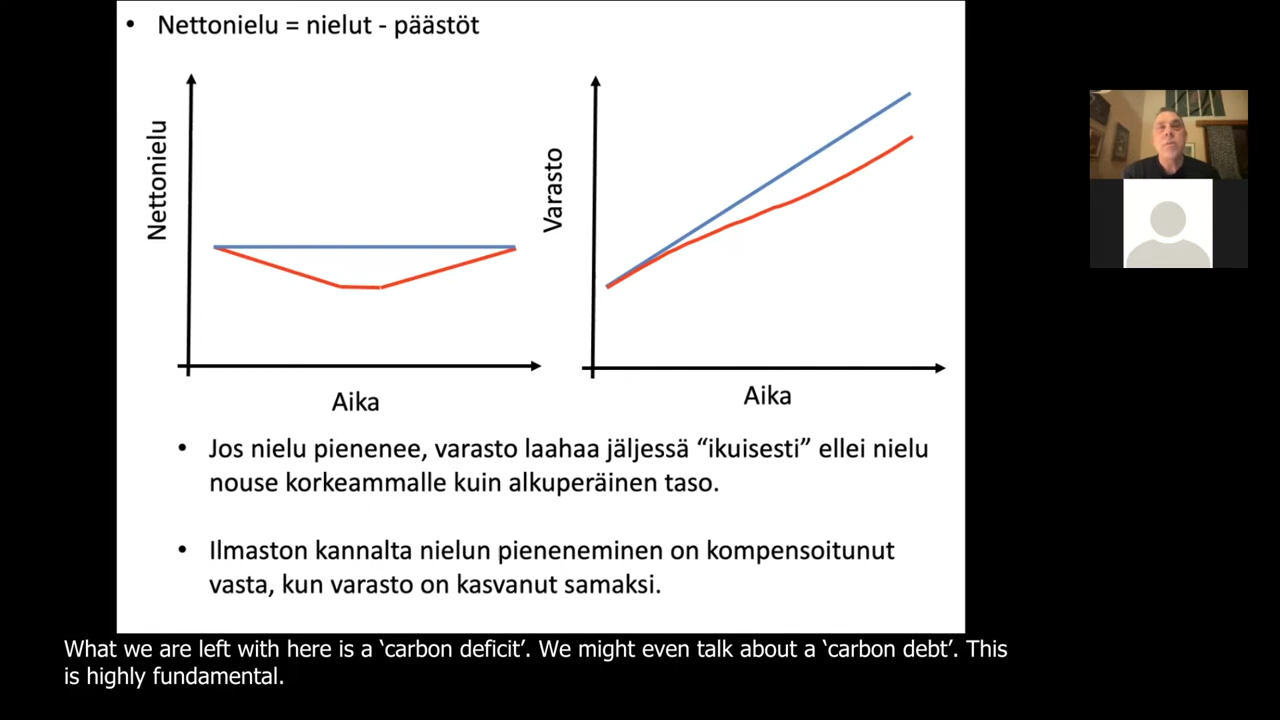 • Nettonielu = nielut - päästöt
Nettonielu
Aika
Varasto
Aika
• Jos nielu pienenee, varasto laahaa jäljessä “ikuisesti” ellei nielu
nouse korkeammalle kuin alkuperäinen taso.
• Ilmaston kannalta nielun pieneneminen on kompensoitunut
vasta, kun varasto on kasvanut samaksi.
What we are left with here is a ‘carbon deficit’. We might even talk about a ‘carbon debt’. This
is highly fundamental.